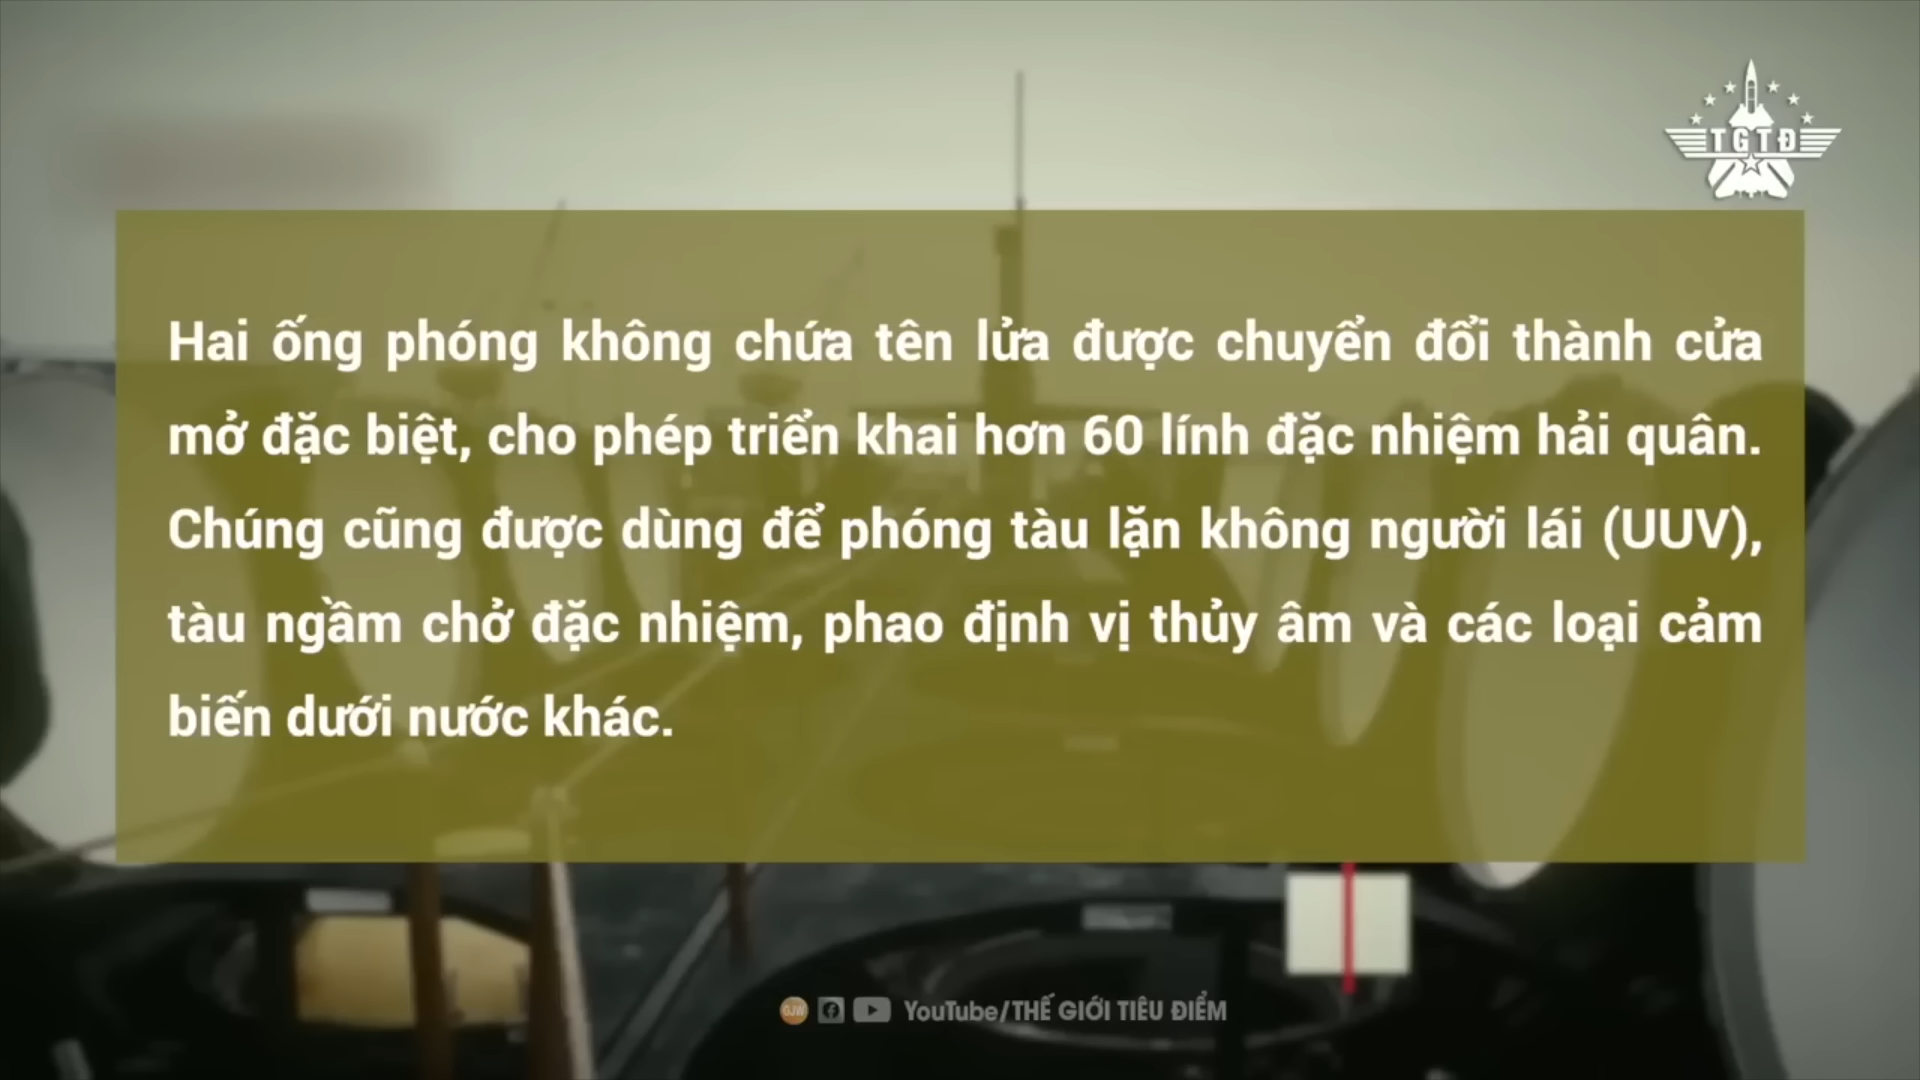 TGTĐ
Hai ống phóng không chứa tên lửa được chuyển đổi thành cửa
mở đặc biệt, cho phép triển khai hơn 60 lính đặc nhiệm hải quân.
Chúng cũng được dùng để phóng tàu lặn không người lái (UUV),
tàu ngầm chở đặc nhiệm, phao định vị thủy âm và các loại cảm
biến dưới nước khác.
GJW YouTube/THẾ GIỚI TIÊU ĐIỂM